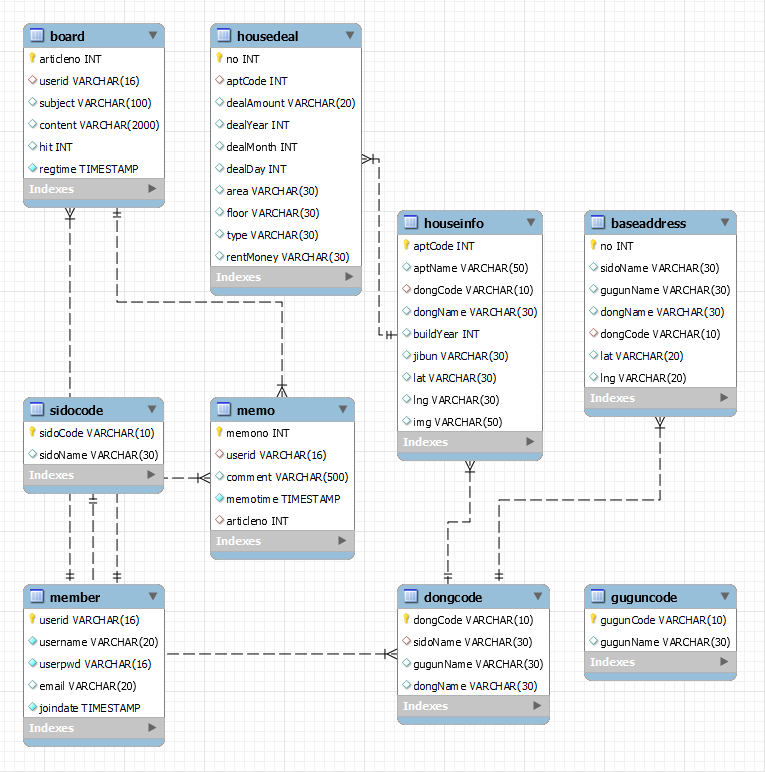 board
articleno INT
userid VARCHAR(16)
subject VARCHAR(100)
content VARCHAR(2000)
hit INT
regtime TIMESTAMP
Indexes
housedeal
no INT
aptCode INT
dealAmount VARCHAR(20)
dealYear INT
dealMonth INT
dealDay INT
area VARCHAR(30)
floor VARCHAR(30)
type VARCHAR(30)
rentMoney VARCHAR(30)
Indexes
houseinfo
aptCode INT
aptName VARCHAR(50)
dongCode VARCHAR(10)
dongName VARCHAR(30)
buildYear INT
jibun VARCHAR(30)
lat VARCHAR(30)
lng VARCHAR(30)
img VARCHAR(50)
Indexes
baseaddress
no INT
sidoName VARCHAR(30)
gugunName VARCHAR(30)
dongName VARCHAR(30)
dongCode VARCHAR(10)
lat VARCHAR(20)
lng VARCHAR(20)
Indexes
sidocode
sidoCode VARCHAR(10)
sidoName VARCHAR(30)
Indexes
memo
memono INT
userid VARCHAR(16)
comment VARCHAR(500)
memotime TIMESTAMP
articleno INT
Indexes
member
userid VARCHAR(16)
username VARCHAR(20)
userpwd VARCHAR(16)
email VARCHAR(20)
joindate TIMESTAMP
Indexes
dongcode
dongCode VARCHAR(10)
sidoName VARCHAR(30)
gugunName VARCHAR(30)
dongName VARCHAR(30)
Indexes
guguncode
gugunCode VARCHAR(10)
gugunName VARCHAR(30)
Indexes